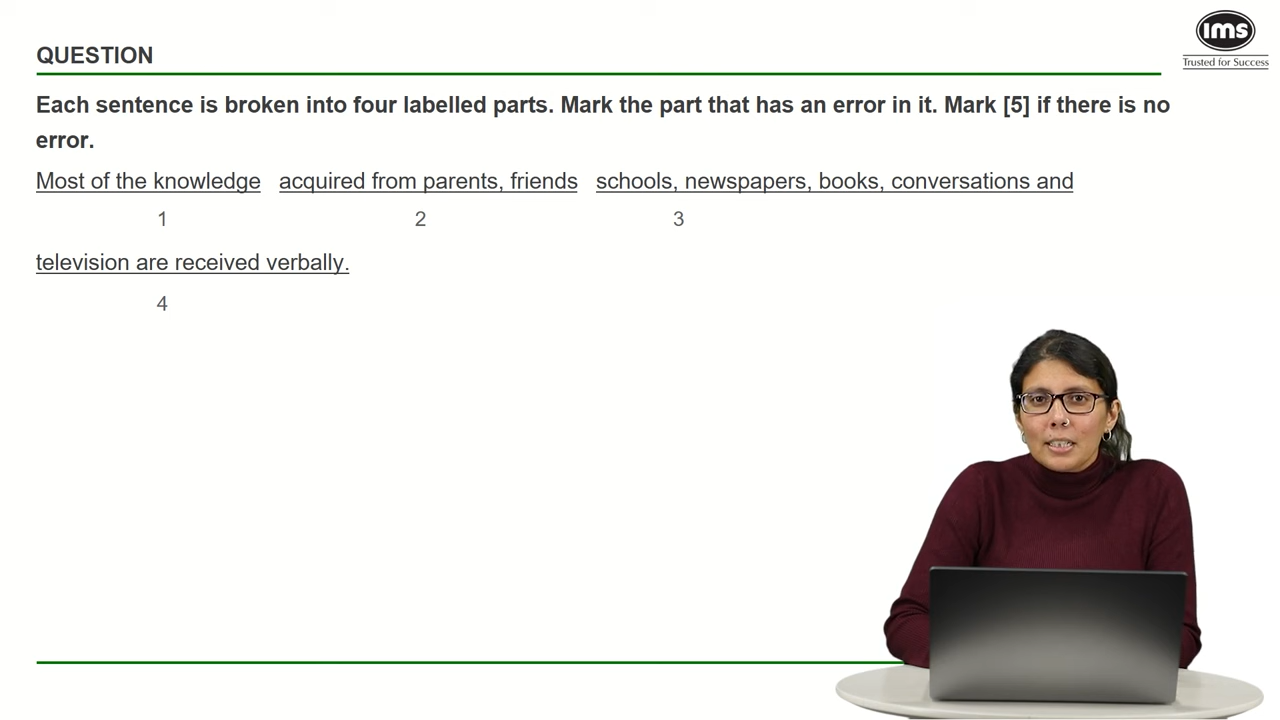 QUESTION
ims
Trusted for Success
Each sentence is broken into four labelled parts. Mark the part that has an error in it. Mark [5] if there is no
error.
Most of the knowledge acquired from parents, friends schools, newspapers, books, conversations and
1 2 3
television are received verbally.
4